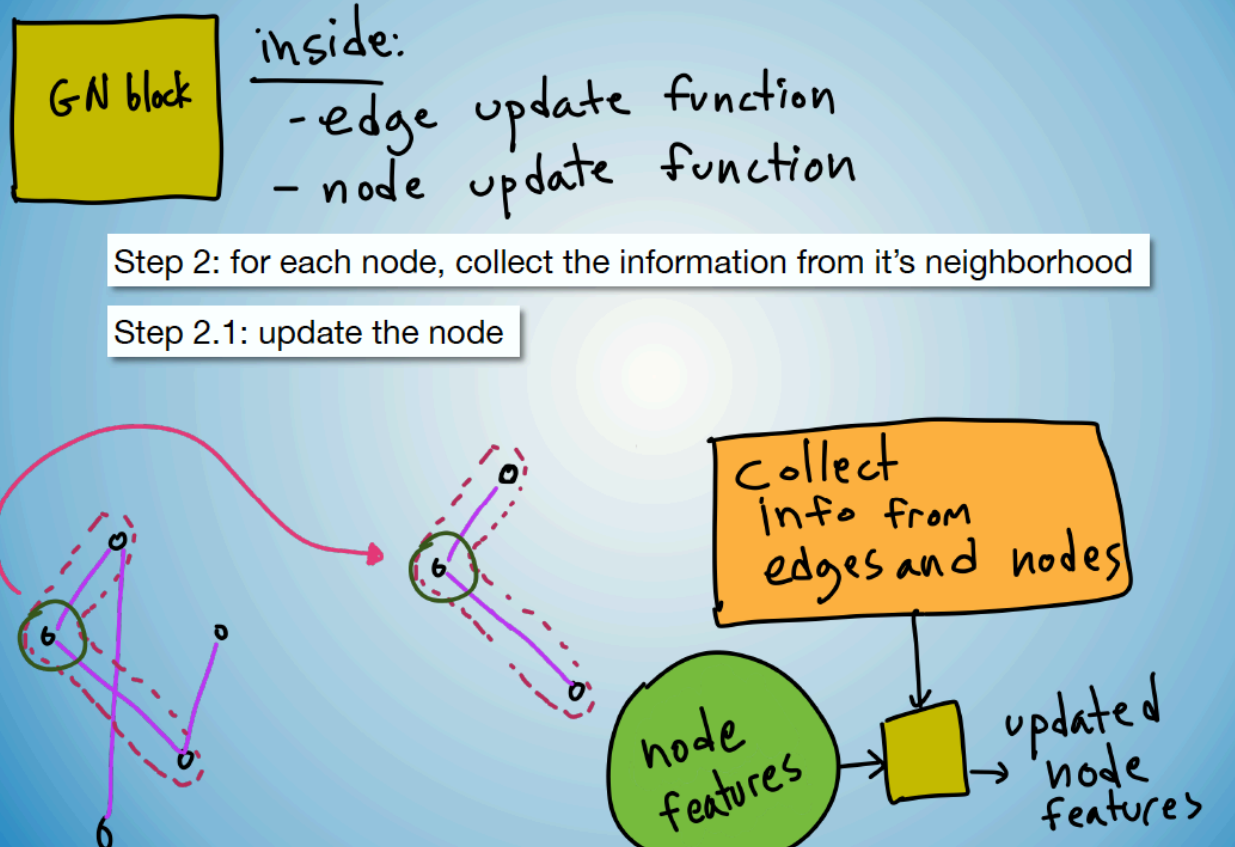 GN block
inside:
- edge update function
- node update function
Step 2: for each node, collect the information from it's neighborhood
Step 2.1: update the node
Collect
info from
edges and nodes
node
features
updated
node
features